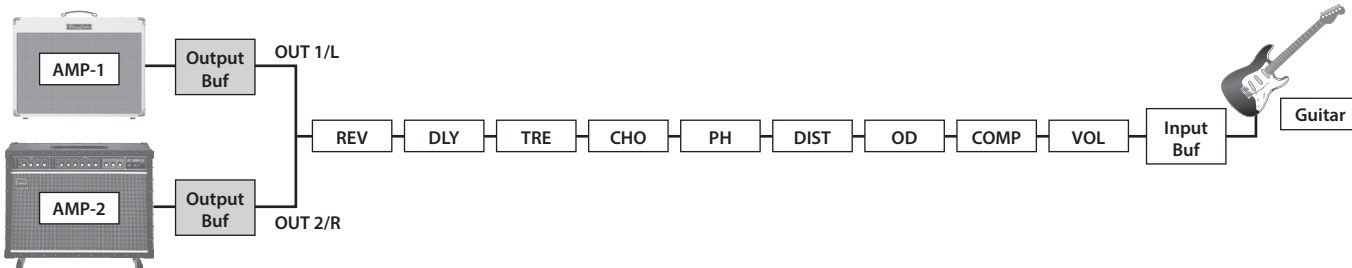 AMP-1
Output
Buf
OUT 1/L
REV
DLY
TRE
CHO
PH
DIST
OD
COMP
VOL
Input
Buf
Guitar
AMP-2
Output
Buf
OUT 2/R